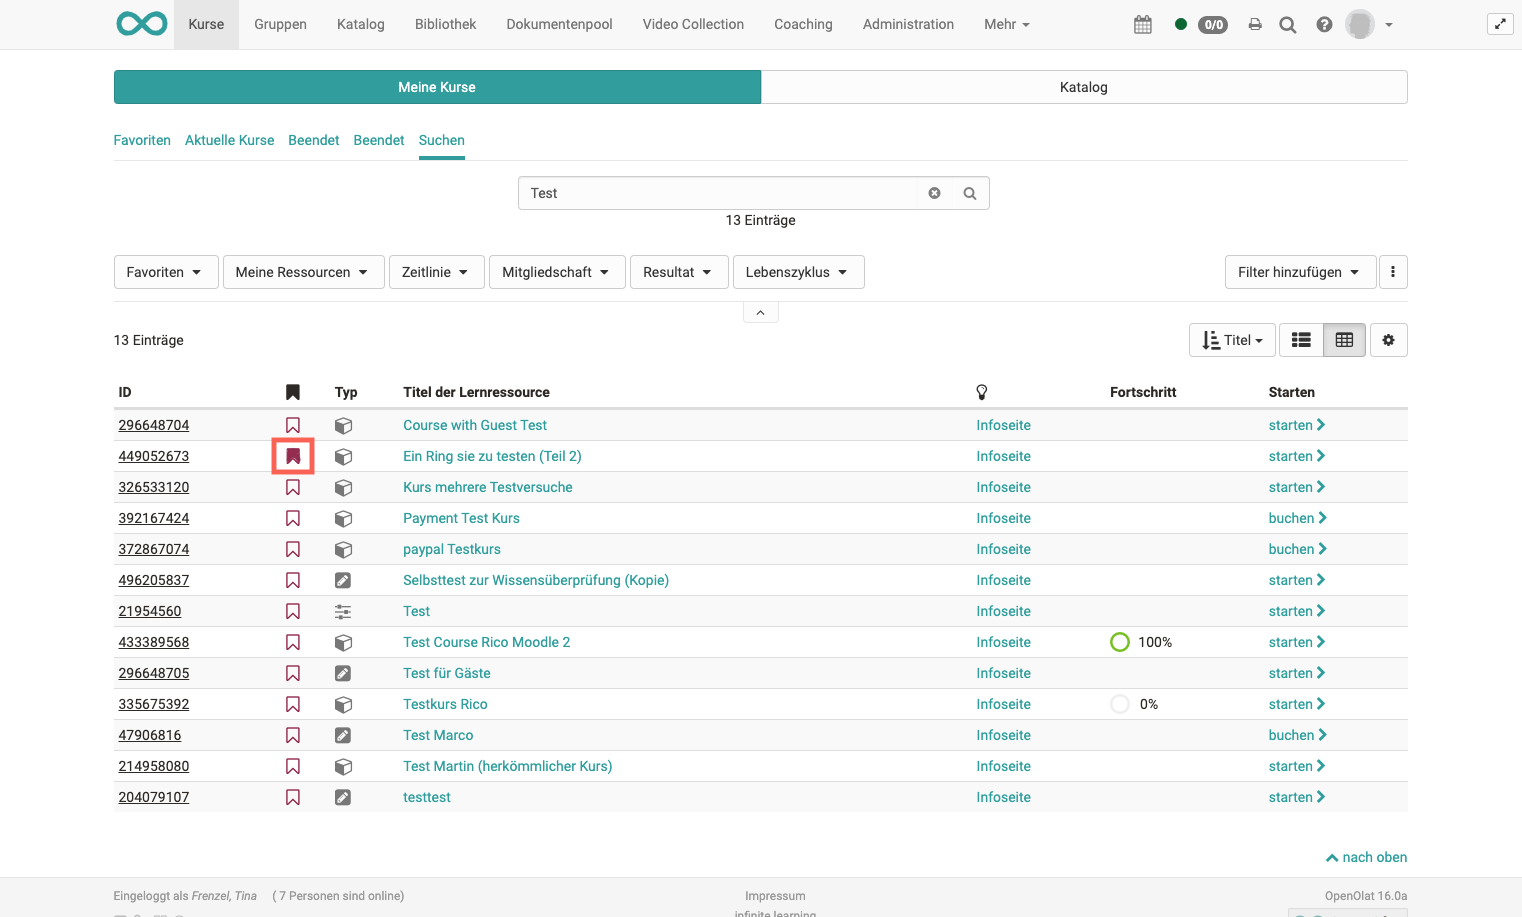 Kurse Gruppen Katalog Bibliothek Dokumentenpool Video Collection Coaching Administration Mehr 0/0
Meine Kurse Katalog
Favoriten Aktuelle Kurse Beendet Beendet Suchen
Test
13 Einträge
Favoriten Meine Ressourcen Zeitlinie Mitgliedschaft Resultat Lebenszyklus Filter hinzufügen
13 Einträge Titel
ID Typ Titel der Lernressource Fortschritt Starten
296648704 Course with Guest Test Infoseite starten
449052673 Ein Ring sie zu testen (Teil 2) Infoseite starten
326533120 Kurs mehrere Testversuche Infoseite starten
392167424 Payment Test Kurs Infoseite buchen
372867074 paypal Testkurs Infoseite buchen
496205837 Selbsttest zur Wissensüberprüfung (Kopie) Infoseite starten
21954560 Test Infoseite starten
433389568 Test Course Rico Moodle 2 Infoseite 100% starten
296648705 Test für Gäste Infoseite starten
335675392 Testkurs Rico Infoseite 0% starten
47906816 Test Marco Infoseite buchen
214958080 Test Martin (herkömmlicher Kurs) Infoseite starten
204079107 testtest Infoseite starten
nach oben
Eingeloggt als Frenzel, Tina ( 7 Personen sind online) Impressum OpenOlat 16.0a
infinite learning